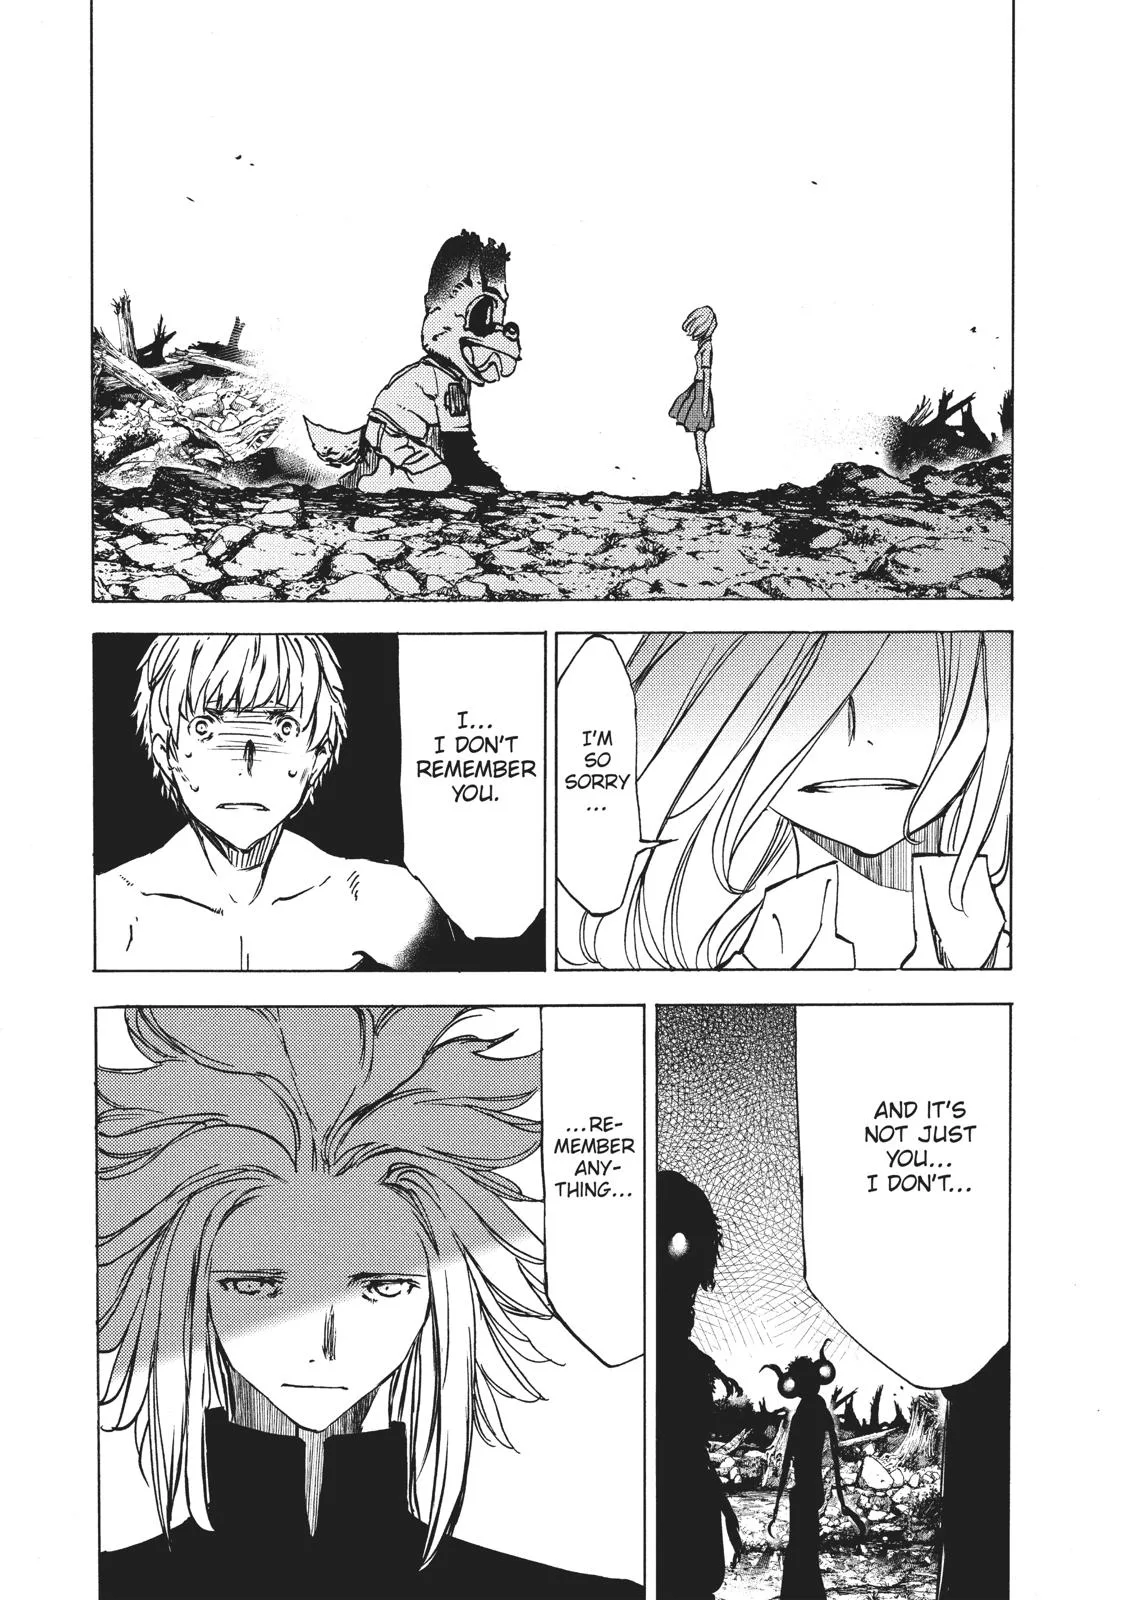 I'M
SO
SORRY
...
I...
I DON'T
REMEMBER
YOU.
AND IT'S
NOT JUST
YOU...
I DON'T...
...RE-
MEMBER
ANY-
THING...